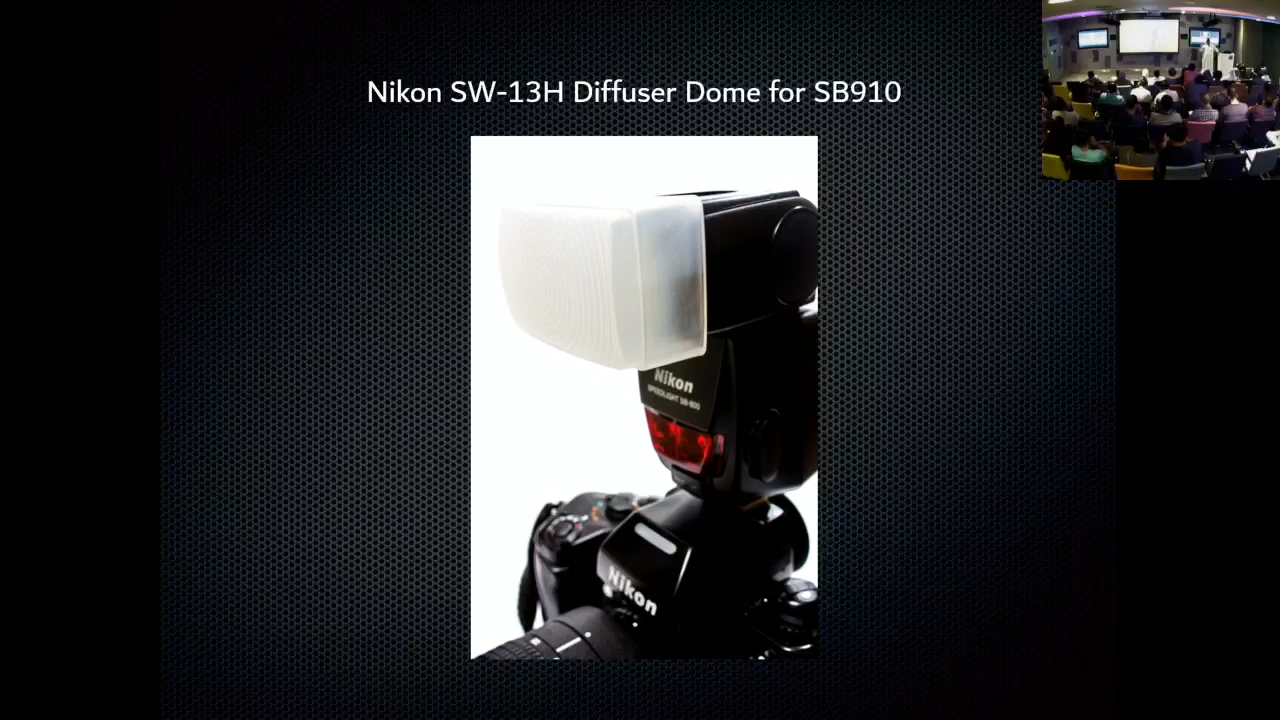 Nikon SW-13H Diffuser Dome for SB910
Nikon
SPEEDLIGHT SB-800
Nikon